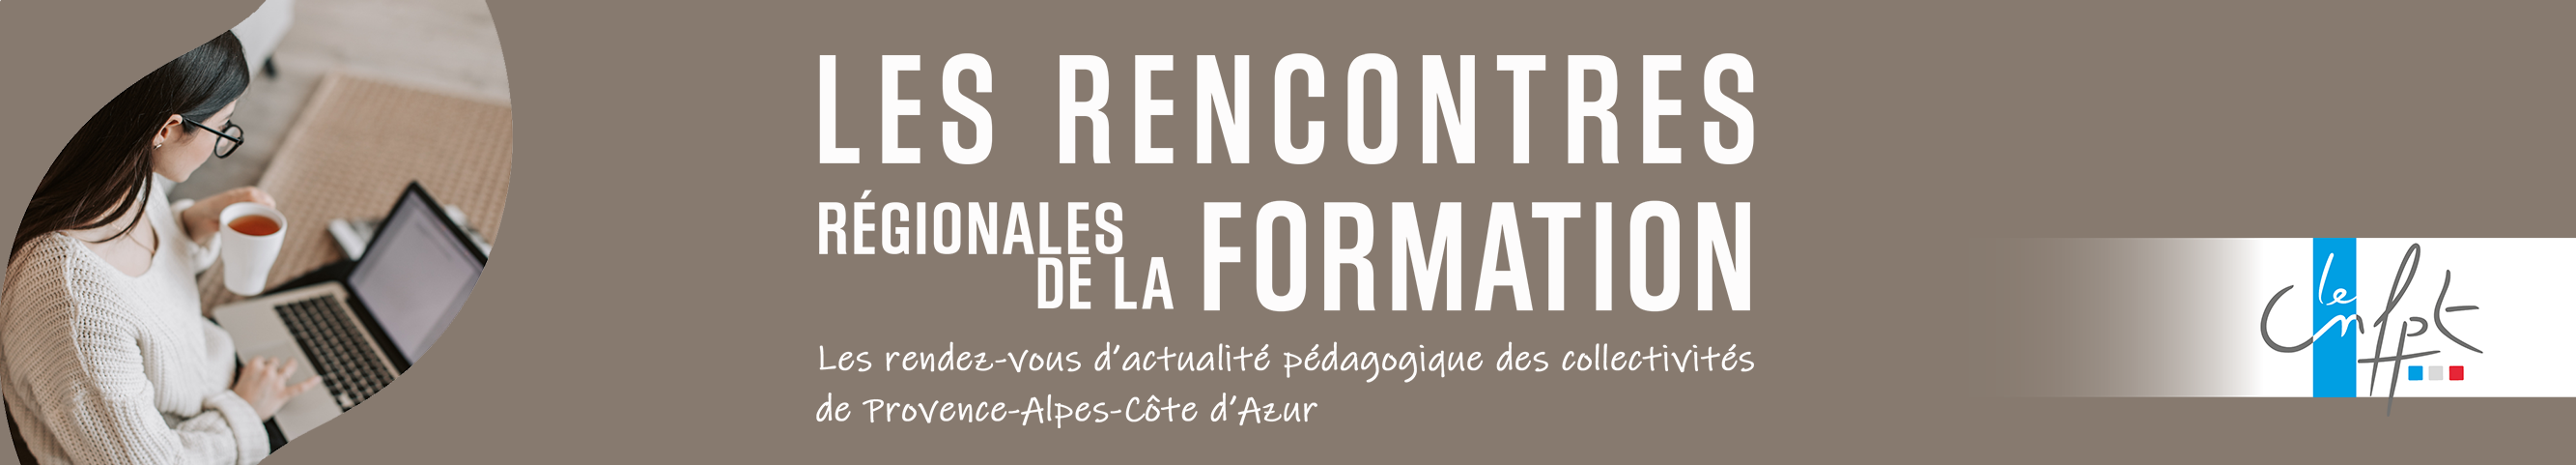 LES RENCONTRES
RÉGIONALES
DE LA FORMATION
Les rendez-vous d'actualité pédagogique des collectivités
de Provence-Alpes-Côte d'Azur
le
cnfpt